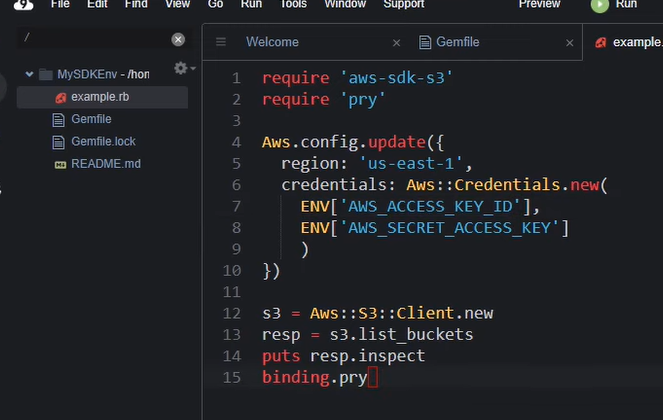 9 File Edit Find View Go Run Tools Window Support Preview Run
/
Welcome Gemfile example.
MySDKEnv - /hom
example.rb
Gemfile
Gemfile.lock
README.md
1 require 'aws-sdk-s3'
2 require 'pry'
3
4 Aws.config.update({
5 region: 'us-east-1',
6 credentials: Aws::Credentials.new(
7 ENV['AWS_ACCESS_KEY_ID'],
8 ENV['AWS_SECRET_ACCESS_KEY']
9 )
10 })
11
12 s3 = Aws::S3::Client.new
13 resp = s3.list_buckets
14 puts resp.inspect
15 binding.pry